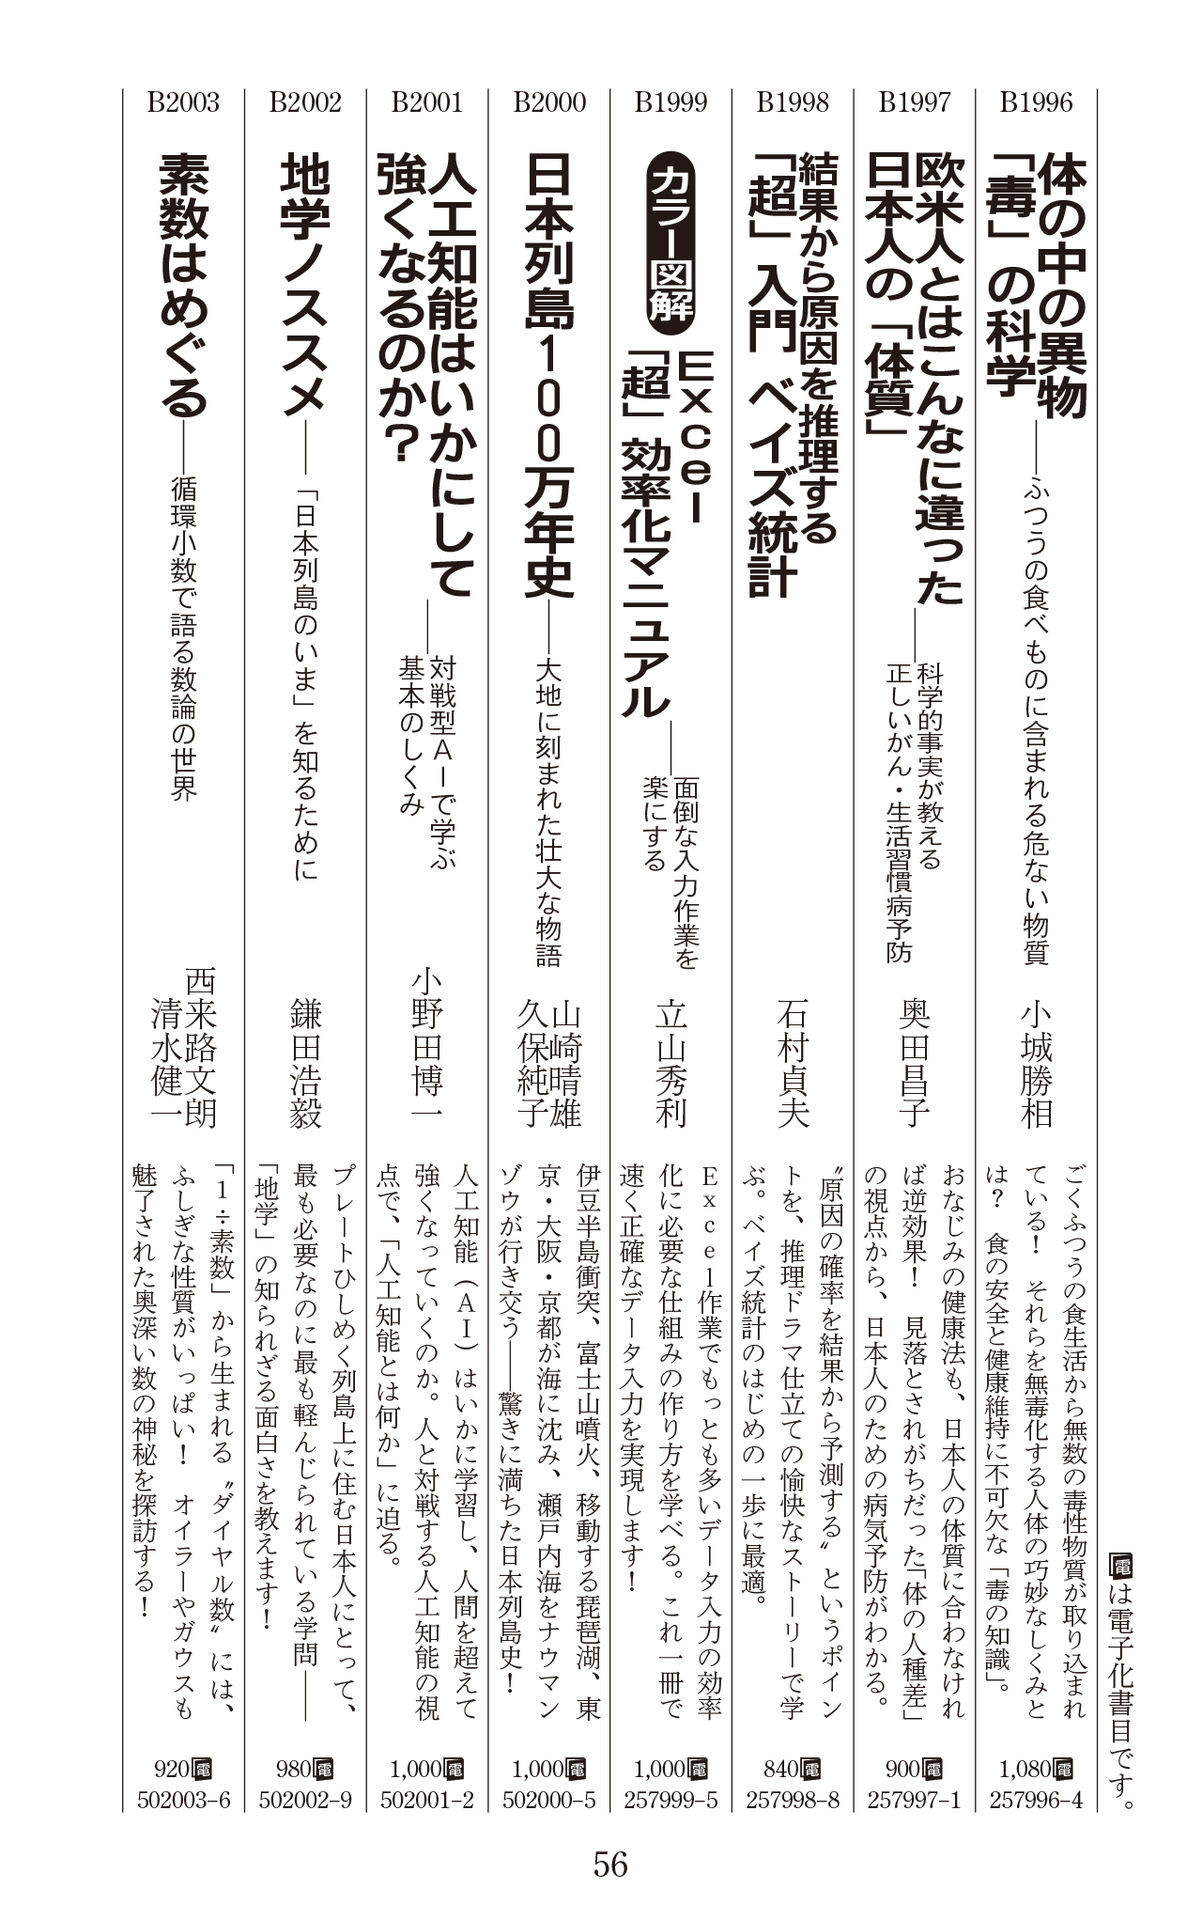 電は電子化書目です。
B1996
体の中の異物
「毒」の科学
――ふつうの食べものに含まれる危ない物質
小城勝相
ごくふつうの食生活から無数の毒性物質が取り込まれ
ている！　それらを無毒化する人体の巧妙なしくみと
は？　食の安全と健康維持に不可欠な「毒の知識」。
1,080電
257996-4
B1997
欧米人とはこんなに違った
日本人の「体質」
――科学的事実が教える
正しいがん・生活習慣病予防
奥田昌子
おなじみの健康法も、日本人の体質に合わなけれ
ば逆効果！　見落とされがちだった「体の人種差」
の視点から、日本人のための病気予防がわかる。
900電
257997-1
B1998
結果から原因を推理する
「超」入門 ベイズ統計
石村貞夫
〝原因の確率を結果から予測する〟というポイン
トを、推理ドラマ仕立ての愉快なストーリーで学
ぶ。ベイズ統計のはじめの一歩に最適。
840電
257998-8
B1999
カラー図解
Excel
「超」効率化マニュアル
――面倒な入力作業を
楽にする
立山秀利
Excel作業でもっとも多いデータ入力の効率
化に必要な仕組みの作り方を学べる。これ一冊で
速く正確なデータ入力を実現します！
1,000電
257999-5
B2000
日本列島100万年史
――大地に刻まれた壮大な物語
山崎晴雄
久保純子
伊豆半島衝突、富士山噴火、移動する琵琶湖、東
京・大阪・京都が海に沈み、瀬戸内海をナウマン
ゾウが行き交う――驚きに満ちた日本列島史！
1,000電
502000-5
B2001
人工知能はいかにして
強くなるのか？
――対戦型AIで学ぶ
基本のしくみ
小野田博一
人工知能（AI）はいかに学習し、人間を超えて
強くなっていくのか。人と対戦する人工知能の視
点で、「人工知能とは何か」に迫る。
1,000電
502001-2
B2002
地学ノススメ
――「日本列島のいま」を知るために
鎌田浩毅
プレートひしめく列島上に住む日本人にとって、
最も必要なのに最も軽んじられている学問――
「地学」の知られざる面白さを教えます！
980電
502002-9
B2003
素数はめぐる
――循環小数で語る数論の世界
西来路文朗
清水健一
「1÷素数」から生まれる〝ダイヤル数〟には、
ふしぎな性質がいっぱい！　オイラーやガウスも
魅了された奥深い数の神秘を探訪する！
920電
502003-6
56